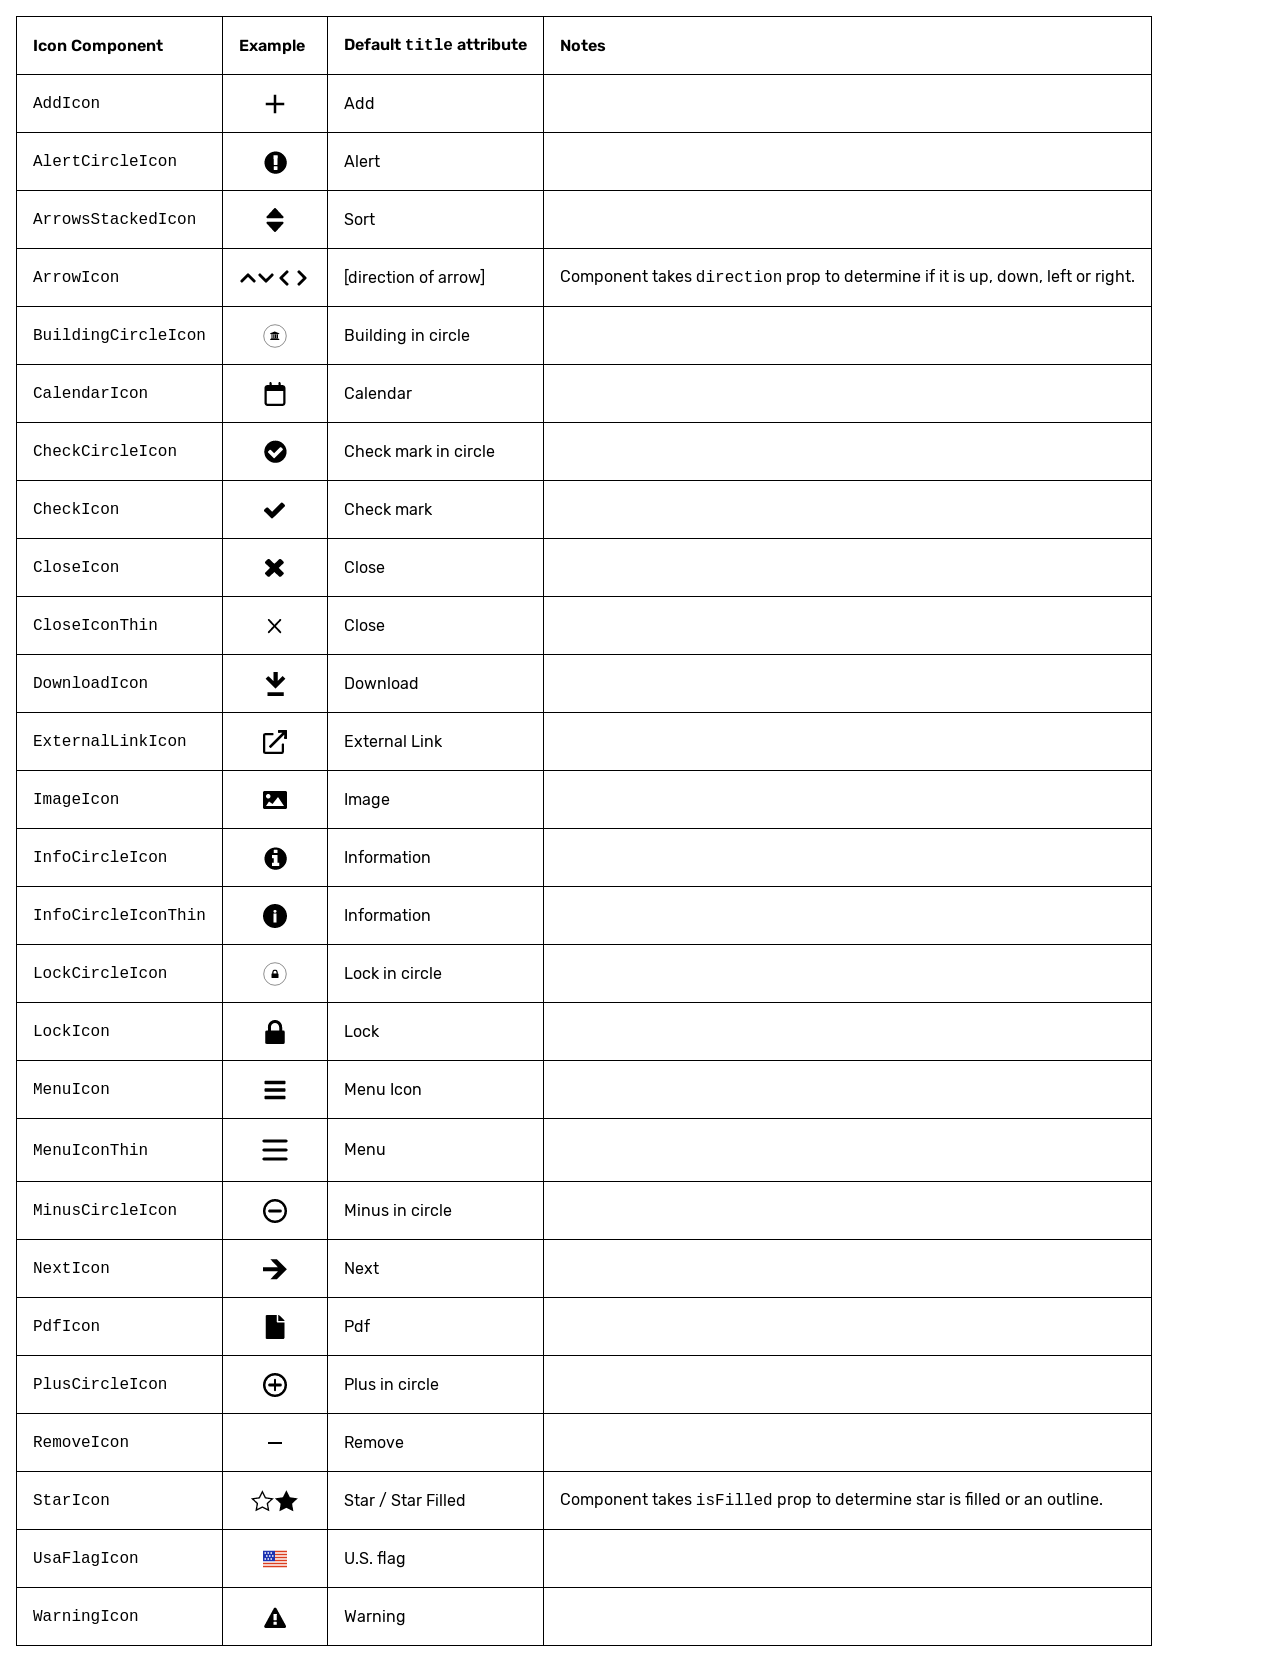 Icon Component Example Default title attribute Notes
AddIcon Add
AlertCircleIcon Alert
ArrowsStackedIcon Sort
ArrowIcon [direction of arrow] Component takes direction prop to determine if it is up, down, left or right.
BuildingCircleIcon Building in circle
CalendarIcon Calendar
CheckCircleIcon Check mark in circle
CheckIcon Check mark
CloseIcon Close
CloseIconThin Close
DownloadIcon Download
ExternalLinkIcon External Link
ImageIcon Image
InfoCircleIcon Information
InfoCircleIconThin Information
LockCircleIcon Lock in circle
LockIcon Lock
MenuIcon Menu Icon
MenuIconThin Menu
MinusCircleIcon Minus in circle
NextIcon Next
PdfIcon Pdf
PlusCircleIcon Plus in circle
RemoveIcon Remove
StarIcon Star / Star Filled Component takes isFilled prop to determine star is filled or an outline.
UsaFlagIcon U.S. flag
WarningIcon Warning